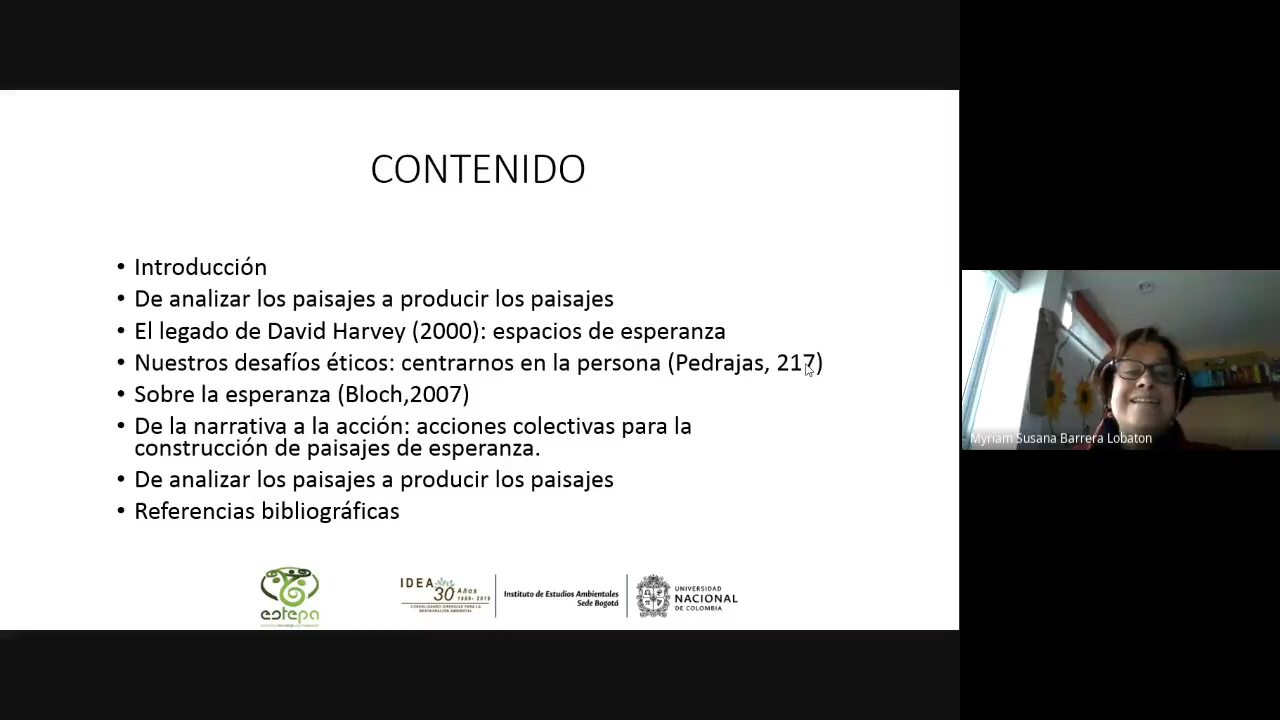 CONTENIDO
• Introducción
• De analizar los paisajes a producir los paisajes
• El legado de David Harvey (2000): espacios de esperanza
• Nuestros desafíos éticos: centrarnos en la persona (Pedrajas, 217)
• Sobre la esperanza (Bloch,2007)
• De la narrativa a la acción: acciones colectivas para la
construcción de paisajes de esperanza.
• De analizar los paisajes a producir los paisajes
• Referencias bibliográficas
estepa
IDEA
30 Años
Instituto de Estudios Ambientales
Sede Bogotá
UNIVERSIDAD
NACIONAL
DE COLOMBIA
Myriam Susana Barrera Lobaton